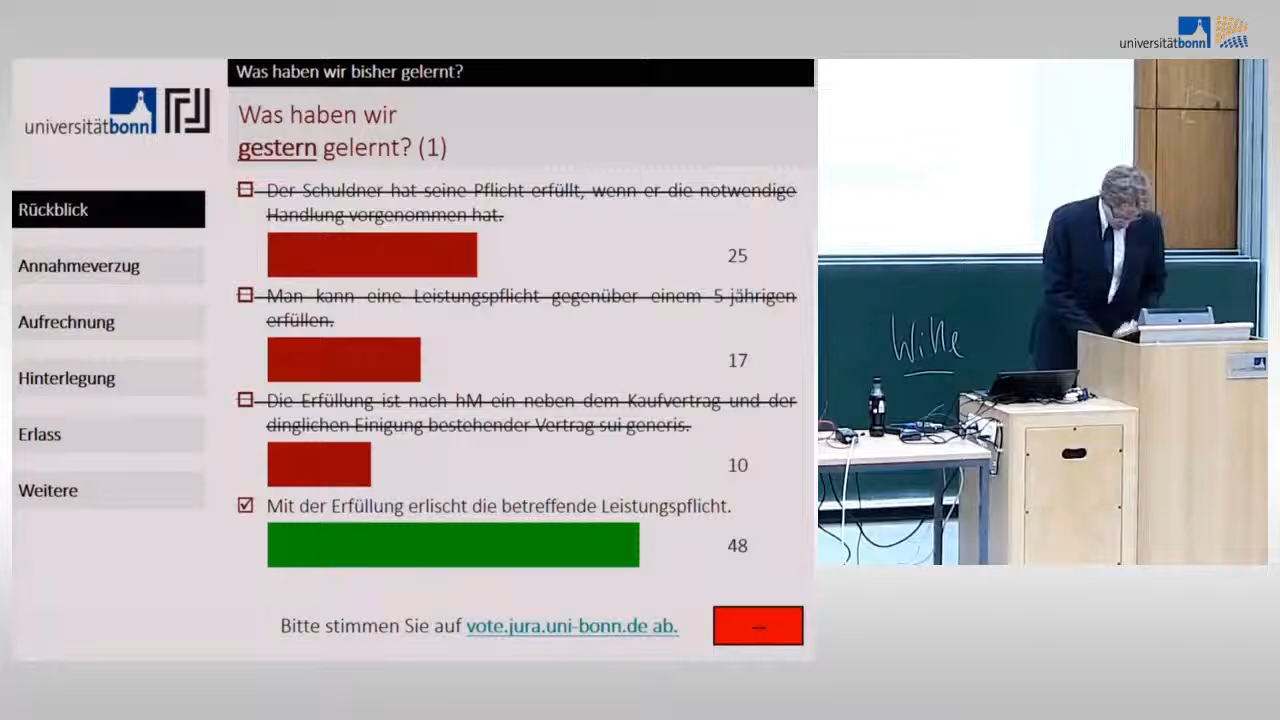 universitätbonn
Was haben wir bisher gelernt?
universitätbonn
Was haben wir
gestern gelernt? (1)
Rückblick
Annahmeverzug
Aufrechnung
Hinterlegung
Erlass
Weitere
Der Schuldner hat seine Pflicht erfüllt, wenn er die notwendige
Handlung vorgenommen hat.
25
Man kann eine Leistungspflicht gegenüber einem 5-jährigen
erfüllen.
17
Die Erfüllung ist nach hM ein neben dem Kaufvertrag und der
dinglichen Einigung bestehender Vertrag sui generis.
10
Mit der Erfüllung erlischt die betreffende Leistungspflicht.
48
Bitte stimmen Sie auf vote.jura.uni-bonn.de ab.
--
Wille